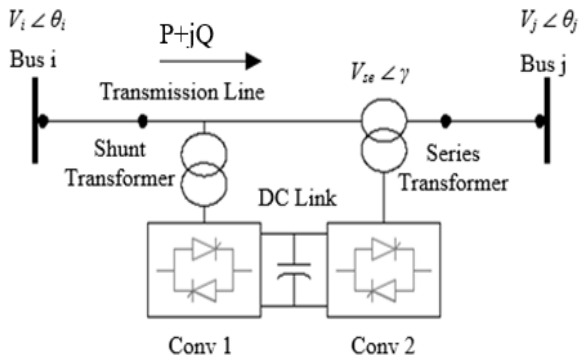 V_i∠θ_i
Bus i
P+jQ
Transmission Line
V_se∠γ
V_j∠θ_j
Bus j
Shunt
Transformer
DC Link
Series
Transformer
Conv 1
Conv 2